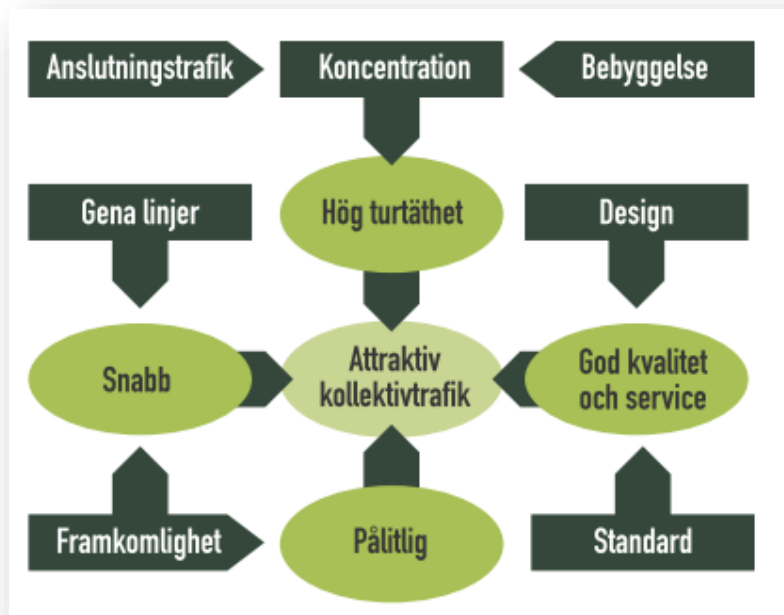 Anslutningstrafik
Koncentration
Bebyggelse
Gena linjer
Hög turtäthet
Design
Snabb
Attraktiv
kollektivtrafik
God kvalitet
och service
Framkomlighet
Pålitlig
Standard